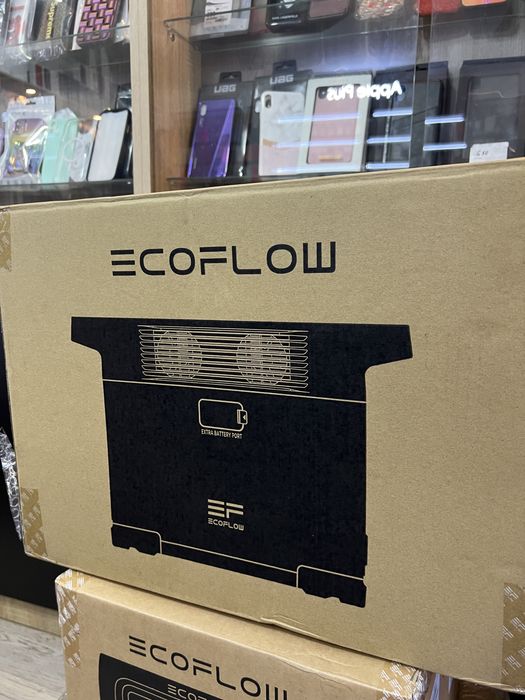 UAG
UAG
Apple Plus
ECOFLOW
EXTRA BATTERY PORT
EF
ECOFLOW
ECOFLOW